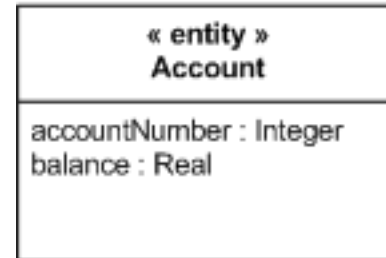 « entity »
Account
accountNumber : Integer
balance : Real